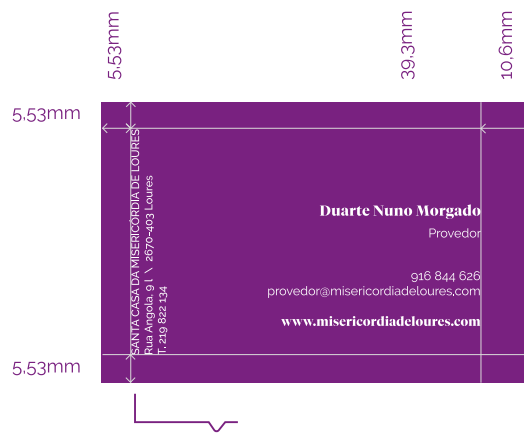 5,53mm
39,3mm
10,6mm
5,53mm
SANTA CASA DA MISERICÓRDIA DE LOURES
Rua Angola, 9 l \ 2670-403 Loures
T. 219 822 134
Duarte Nuno Morgado
Provedor
916 844 626
provedor@misericordiadeloures.com
www.misericordiadeloures.com
5,53mm